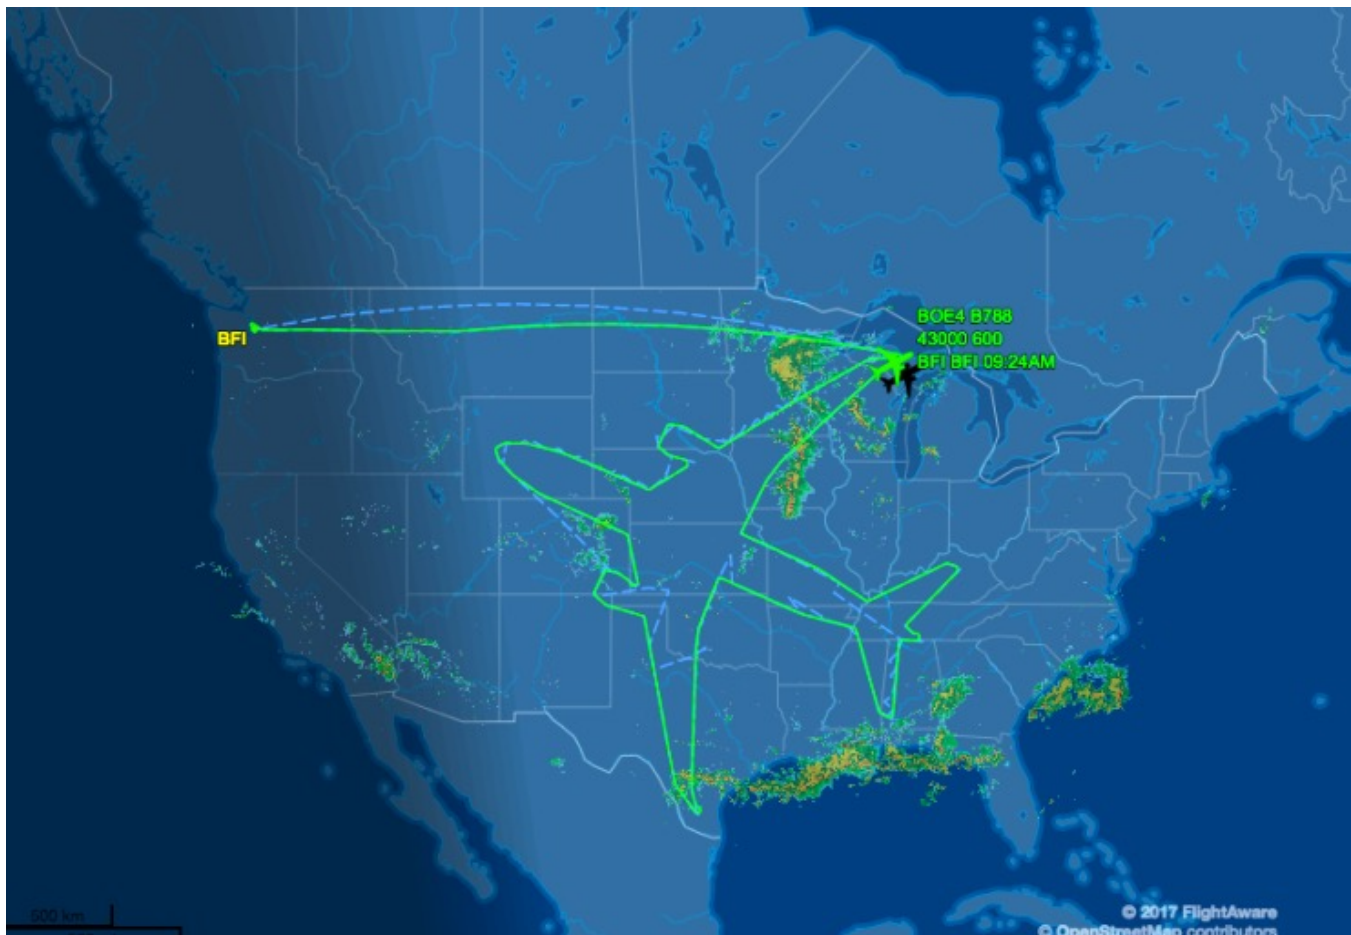 BFI
BOE4 B788
43000 600
BFI BFI 09:24AM
500 km
© 2017 FlightAware
© OpenStreetMap contributors